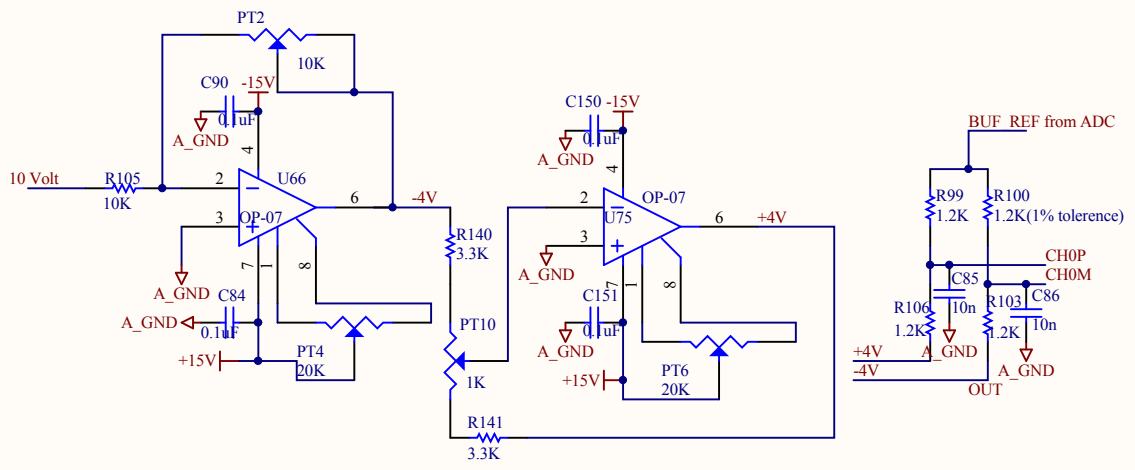 PT2
10K
C90
-15V
0.1uF
A_GND
4
10 Volt
R105
10K
2
3
U66
OP-07
6
-4V
A_GND
7
1
8
C84
A_GND
0.1uF
+15V
PT4
20K
R140
3.3K
PT10
1K
R141
3.3K
C150
-15V
0.1uF
A_GND
4
2
3
OP-07
U75
6
+4V
A_GND
7
1
8
C151
0.1uF
A_GND
+15V
PT6
20K
BUF_REF from ADC
R99
1.2K
R100
1.2K(1% tolerence)
CH0P
CH0M
C85
10n
C86
10n
R106
1.2K
R103
1.2K
A_GND
A_GND
+4V
-4V
OUT